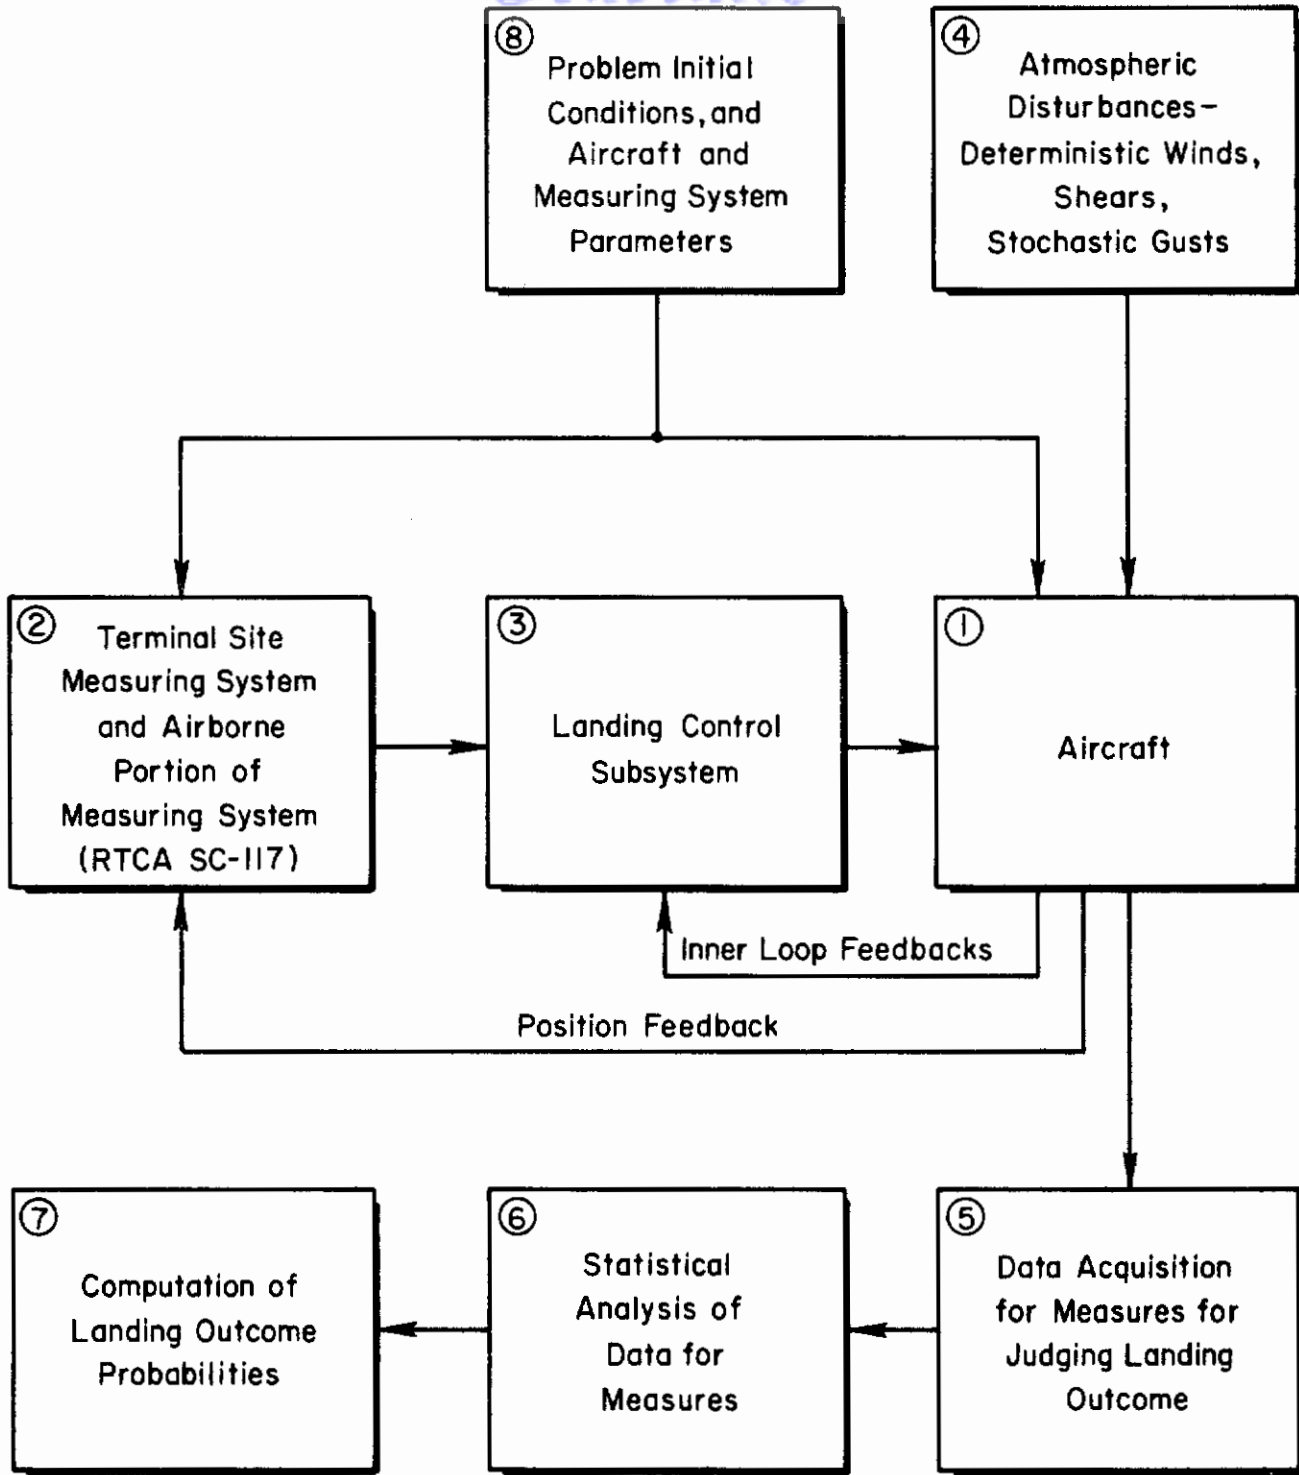 ⑧
Problem Initial
Conditions, and
Aircraft and
Measuring System
Parameters
④
Atmospheric
Disturbances–
Deterministic Winds,
Shears,
Stochastic Gusts
②
Terminal Site
Measuring System
and Airborne
Portion of
Measuring System
(RTCA SC-117)
③
Landing Control
Subsystem
①
Aircraft
Inner Loop Feedbacks
Position Feedback
⑦
Computation of
Landing Outcome
Probabilities
⑥
Statistical
Analysis of
Data for
Measures
⑤
Data Acquisition
for Measures for
Judging Landing
Outcome